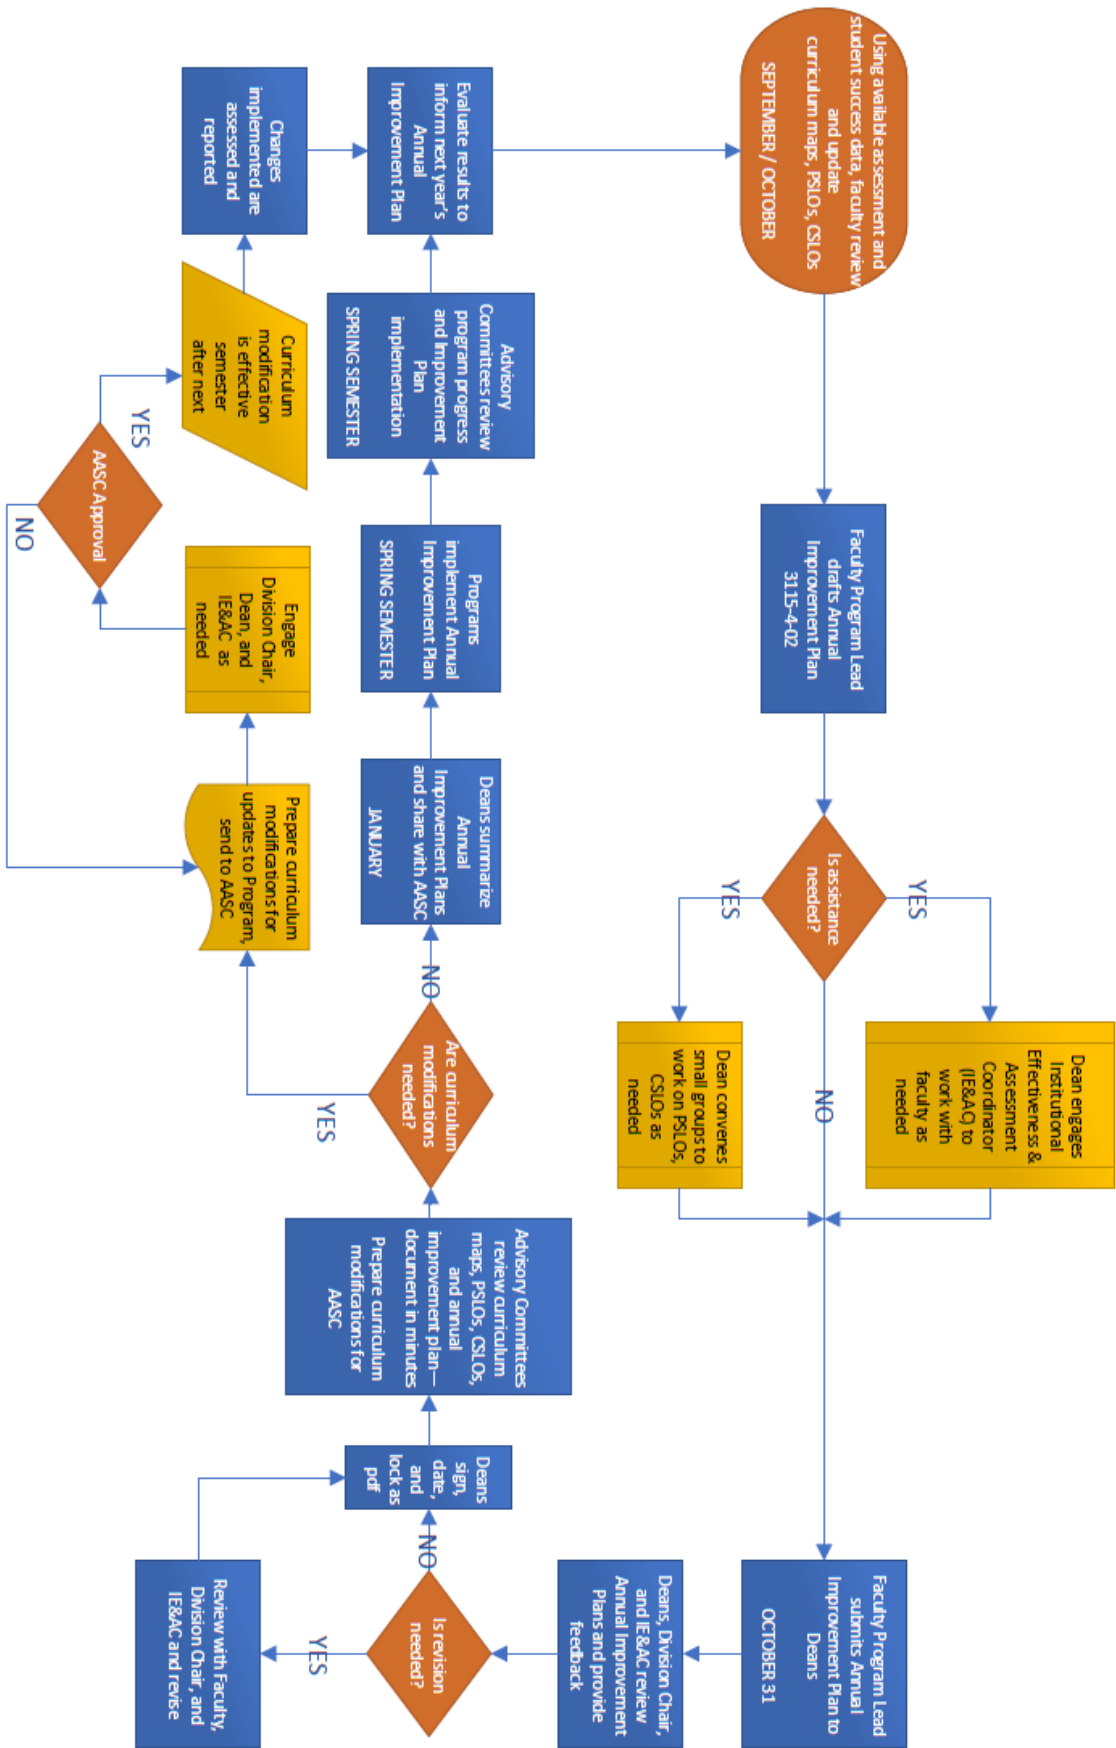 Using available assessment and
student success data, faculty review
and update
curriculum maps, PSLOs, CSLOs
SEPTEMBER / OCTOBER
Faculty Program Lead
drafts Annual
Improvement Plan
3115-4-02
Is assistance
needed?
YES
YES
NO
Dean engages
Institutional
Effectiveness &
Assessment
Coordinator
(IE&AC) to
work with
faculty as
needed
Dean convenes
small groups to
work on PSLOs,
CSLOs as
needed
Faculty Program Lead
submits Annual
Improvement Plan to
Deans
OCTOBER 31
Deans, Division Chair,
and IE&AC review
Annual Improvement
Plans and provide
feedback
Is revision
needed?
NO
YES
Review with Faculty,
Division Chair, and
IE&AC and revise
Deans
sign,
date,
and
lock as
pdf
Advisory Committees
review curriculum
maps, PSLOs, CSLOs,
and annual
improvement plan—
document in minutes
Prepare curriculum
modifications for
AASC
Are curriculum
modifications
needed?
NO
YES
Deans summarize
Annual
Improvement Plans
and share with AASC
JANUARY
Programs
implement Annual
Improvement Plan
SPRING SEMESTER
Advisory
Committees review
program progress
and Improvement
Plan
implementation
SPRING SEMESTER
Evaluate results to
inform next year's
Annual
Improvement Plan
Prepare curriculum
modifications for
updates to Program,
send to AASC
Engage
Division Chair,
Dean, and
IE&AC as
needed
AASC Approval
YES
NO
Curriculum
modification
is effective
semester
after next
Changes
implemented are
assessed and
reported